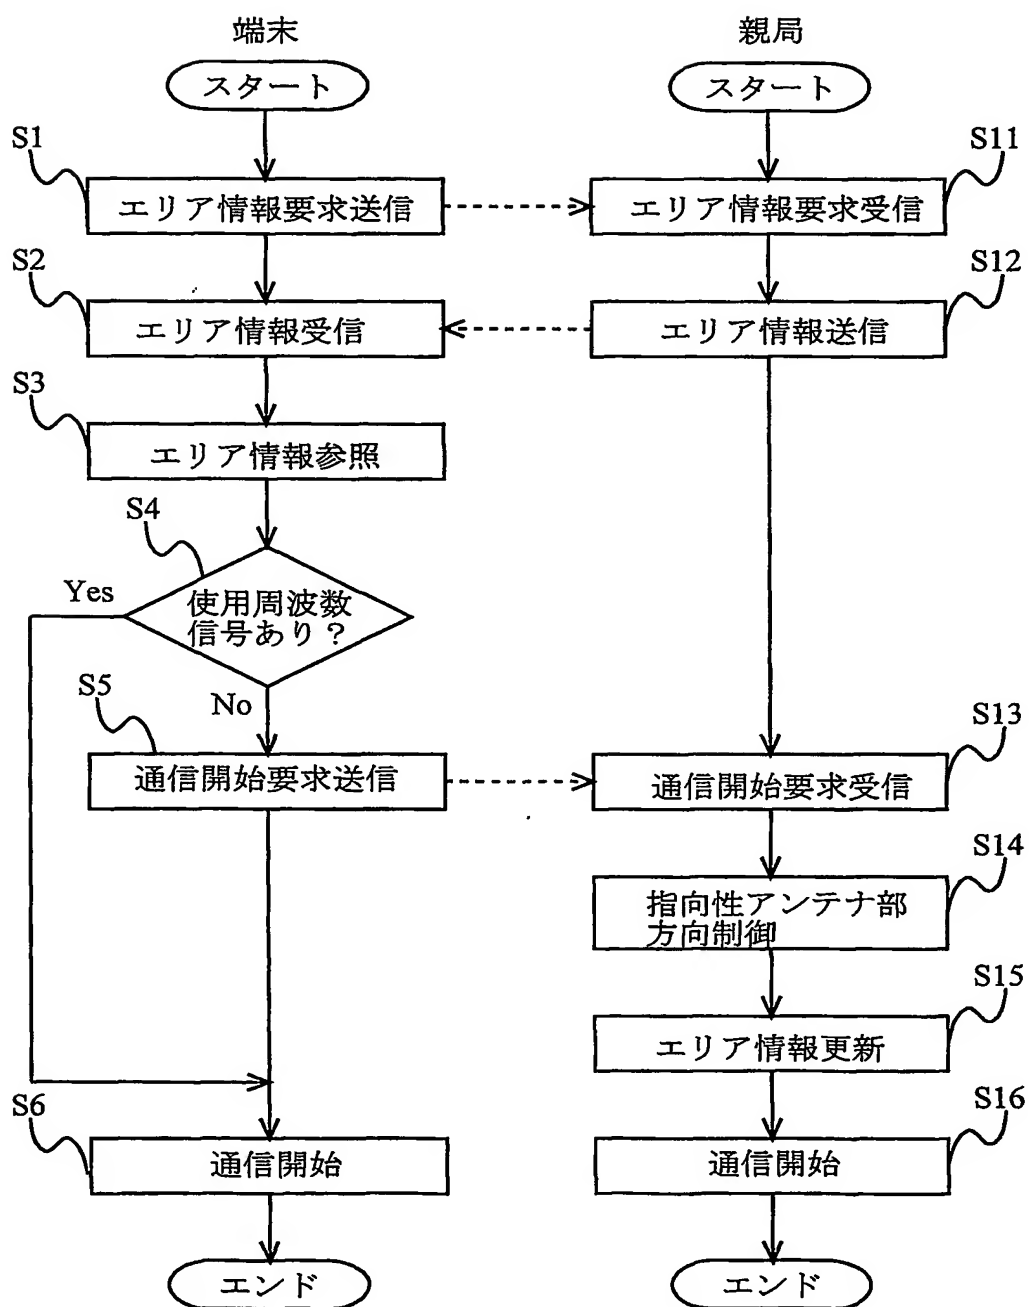 端末
親局
スタート
スタート
S1
エリア情報要求送信
エリア情報要求受信
S11
S2
エリア情報受信
エリア情報送信
S12
S3
エリア情報参照
S4
Yes
使用周波数
信号あり?
No
S5
通信開始要求送信
通信開始要求受信
S13
指向性アンテナ部
方向制御
S14
エリア情報更新
S15
S6
通信開始
通信開始
S16
エンド
エンド